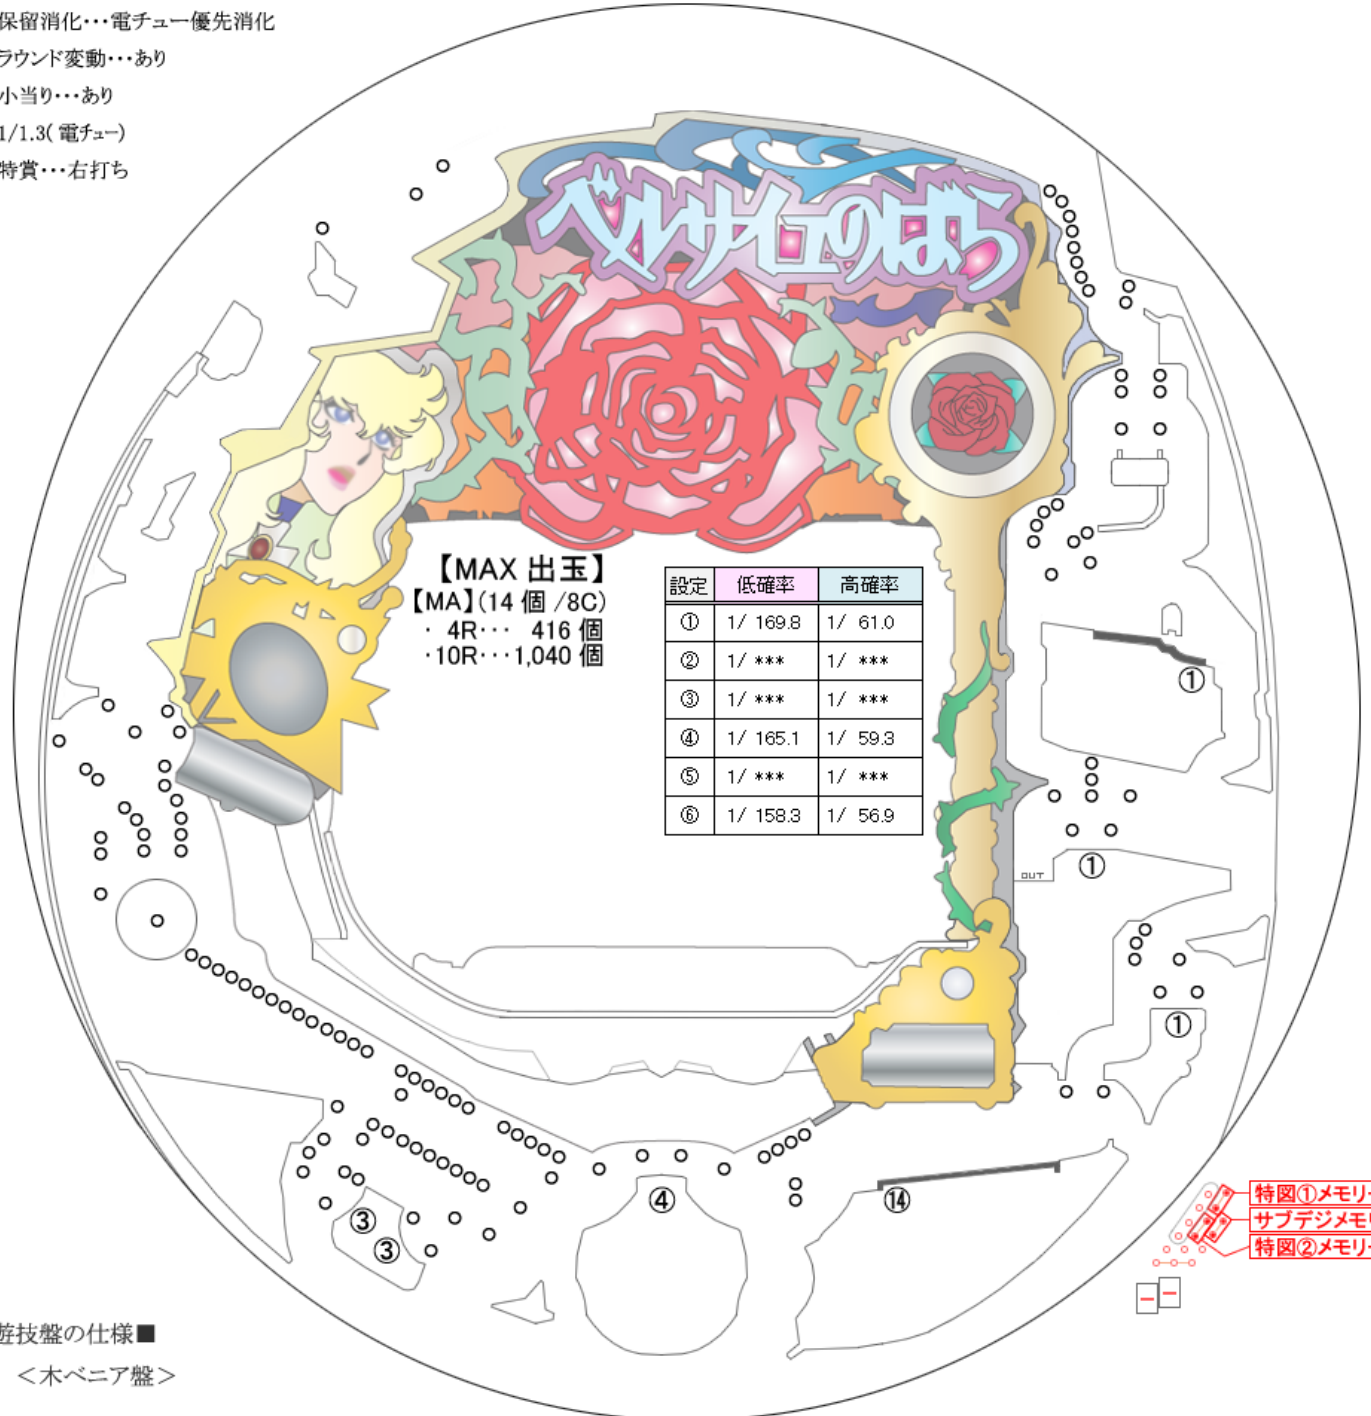 保留消化･･･電チュー優先消化
ラウンド変動･･･あり
小当り･･･あり
1/1.3(電チュー)
特賞･･･右打ち
ベルサイユのばら
【MAX 出玉】
【MA】(14 個 /8C)
・ 4R･･･ 416 個
・10R･･･1,040 個
設定 低確率 高確率
① 1/ 169.8 1/ 61.0
② 1/ *** 1/ ***
③ 1/ *** 1/ ***
④ 1/ 165.1 1/ 59.3
⑤ 1/ *** 1/ ***
⑥ 1/ 158.3 1/ 56.9
①
OUT
①
①
④
⑭
③
③
特図①メモリ
サブデジメモ
特図②メモリ
遊技盤の仕様■
＜木ベニア盤＞